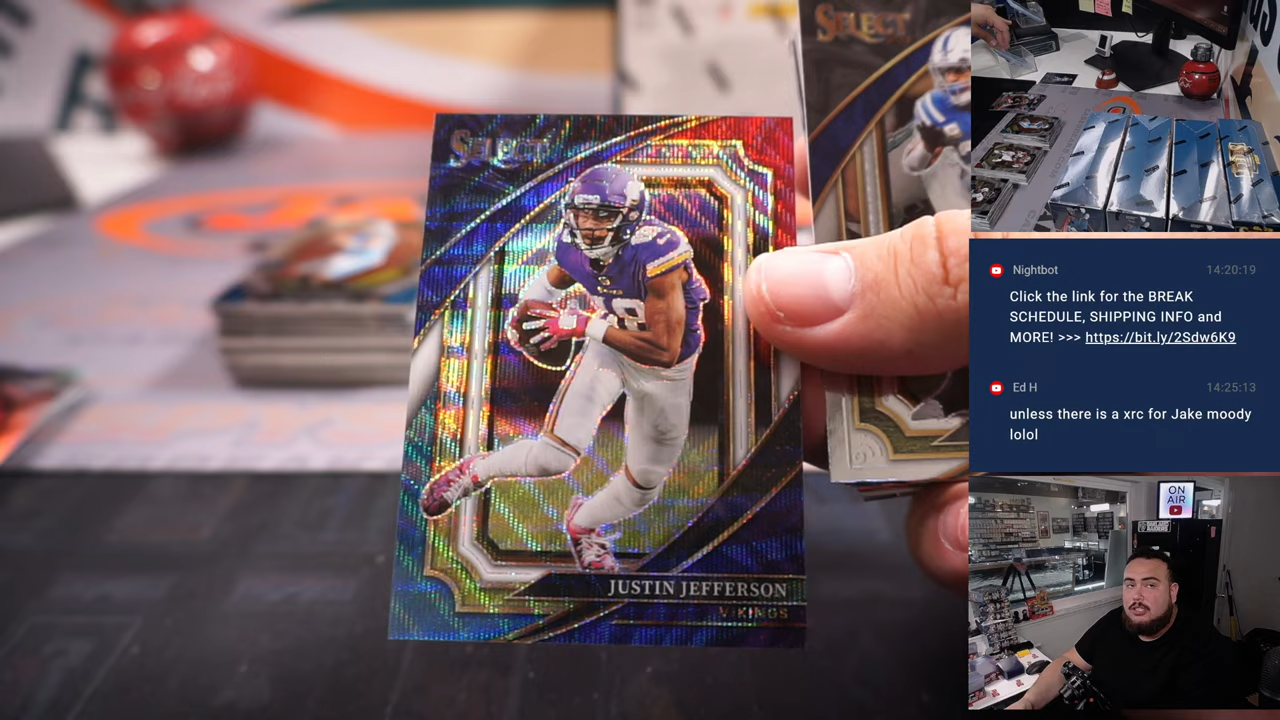 SELECT
JUSTIN JEFFERSON
VIKINGS
SELECT
Nightbot
14:20:19
Click the link for the BREAK
SCHEDULE, SHIPPING INFO and
MORE! >>> https://bit.ly/2Sdw6K9
Ed H
14:25:13
unless there is a xrc for Jake moody
lolol
ON
AIR